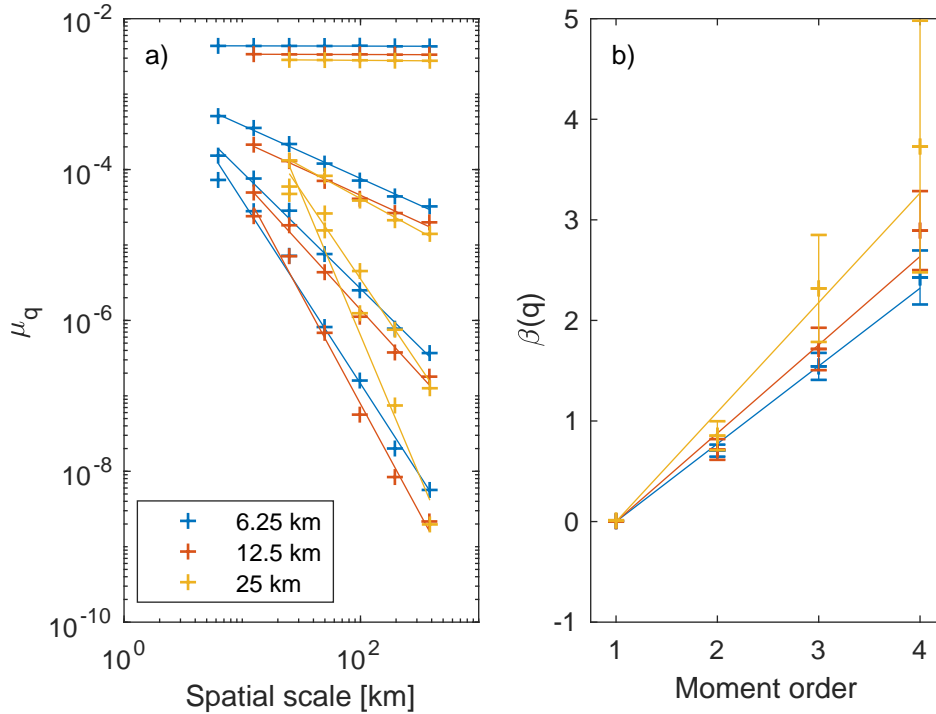 a)
10^-2
10^-4
10^-6
10^-8
10^-10
μ_q
6.25 km
12.5 km
25 km
10^0
10^2
Spatial scale [km]
b)
5
4
3
2
1
0
-1
β(q)
1 2 3 4
Moment order